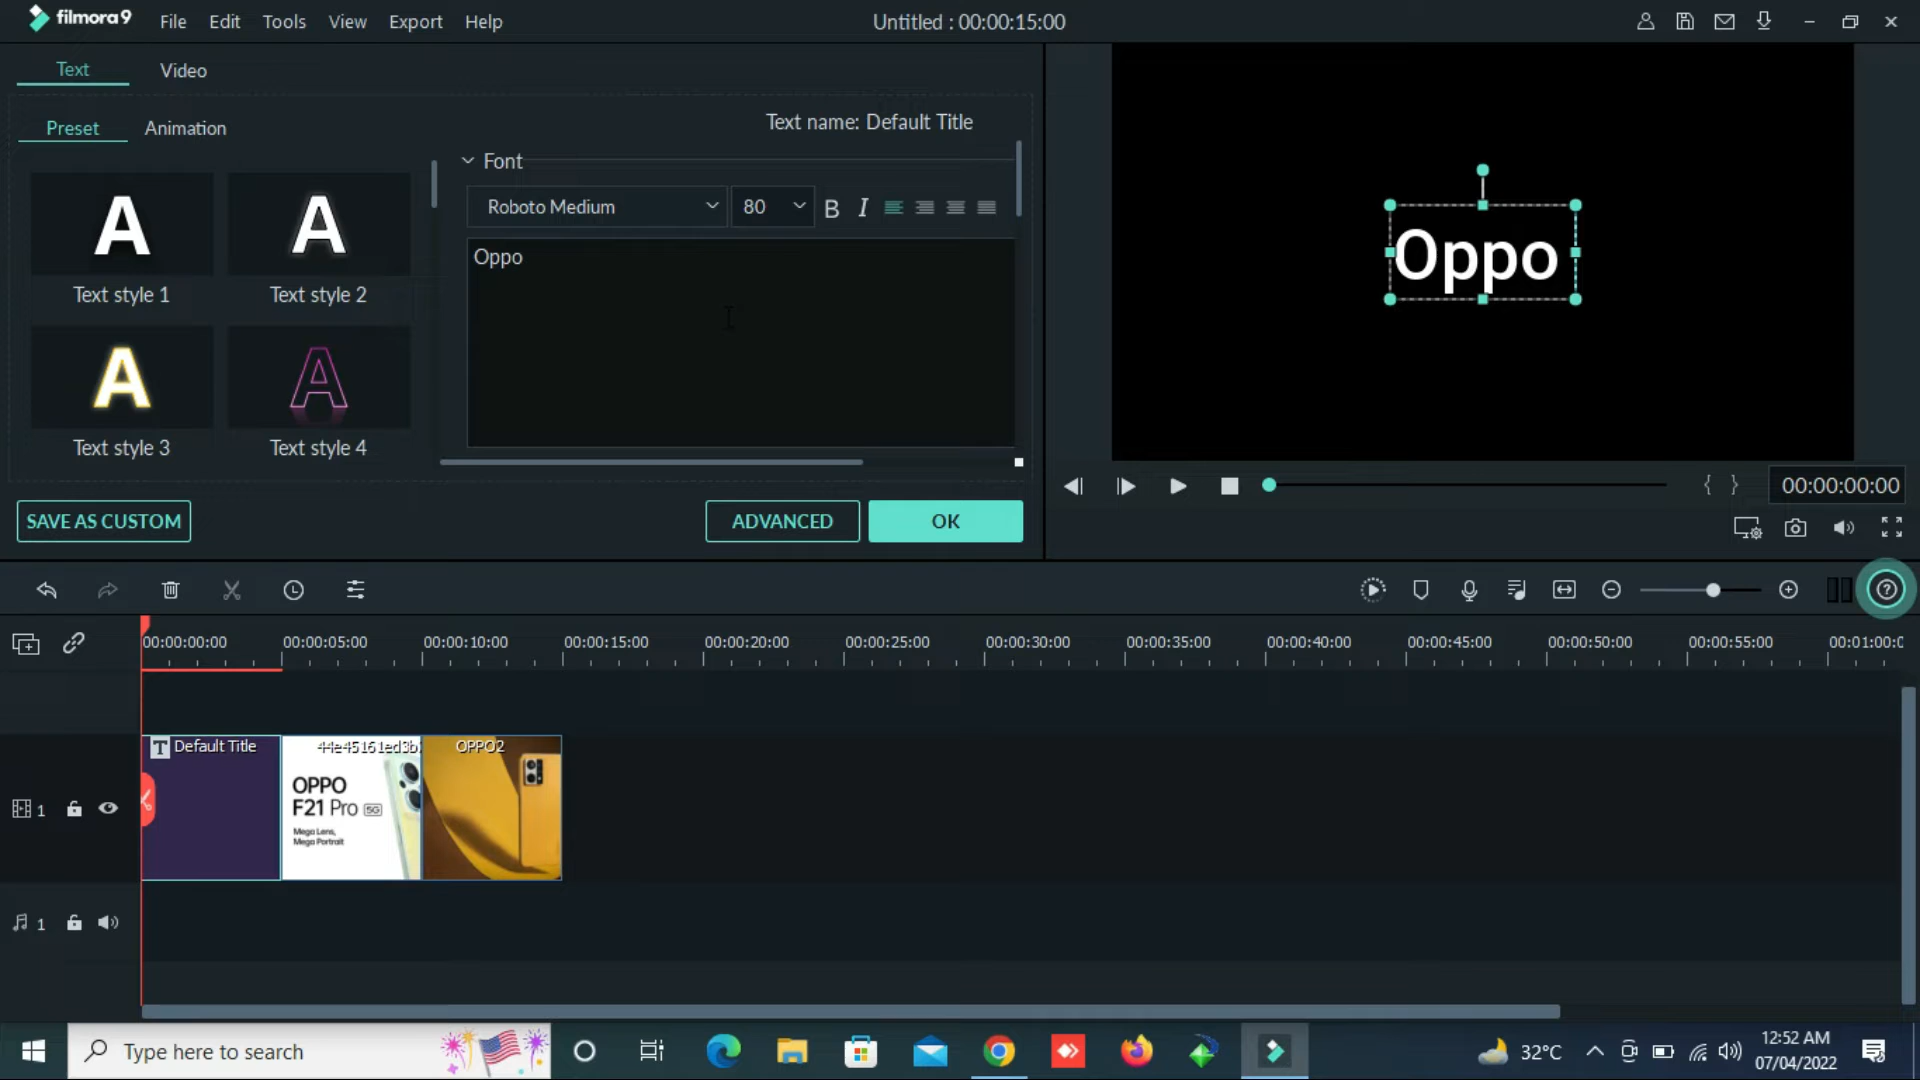 filmora9 File Edit Tools View Export Help Untitled : 00:00:15:00
Text Video
Preset Animation Text name: Default Title
Font
Roboto Medium 80 B I
Oppo
Text style 1 Text style 2
Text style 3 Text style 4
Oppo
SAVE AS CUSTOM ADVANCED OK
{ } 00:00:00:00
00:00:00:00 00:00:05:00 00:00:10:00 00:00:15:00 00:00:20:00 00:00:25:00 00:00:30:00 00:00:35:00 00:00:40:00 00:00:45:00 00:00:50:00 00:00:55:00 00:01:00:0
T Default Title 44e45161ed3b OPPO2
OPPO
F21 Pro 5G
Mega Lens,
Mega Portrait
1
1
Type here to search 32°C 12:52 AM
07/04/2022